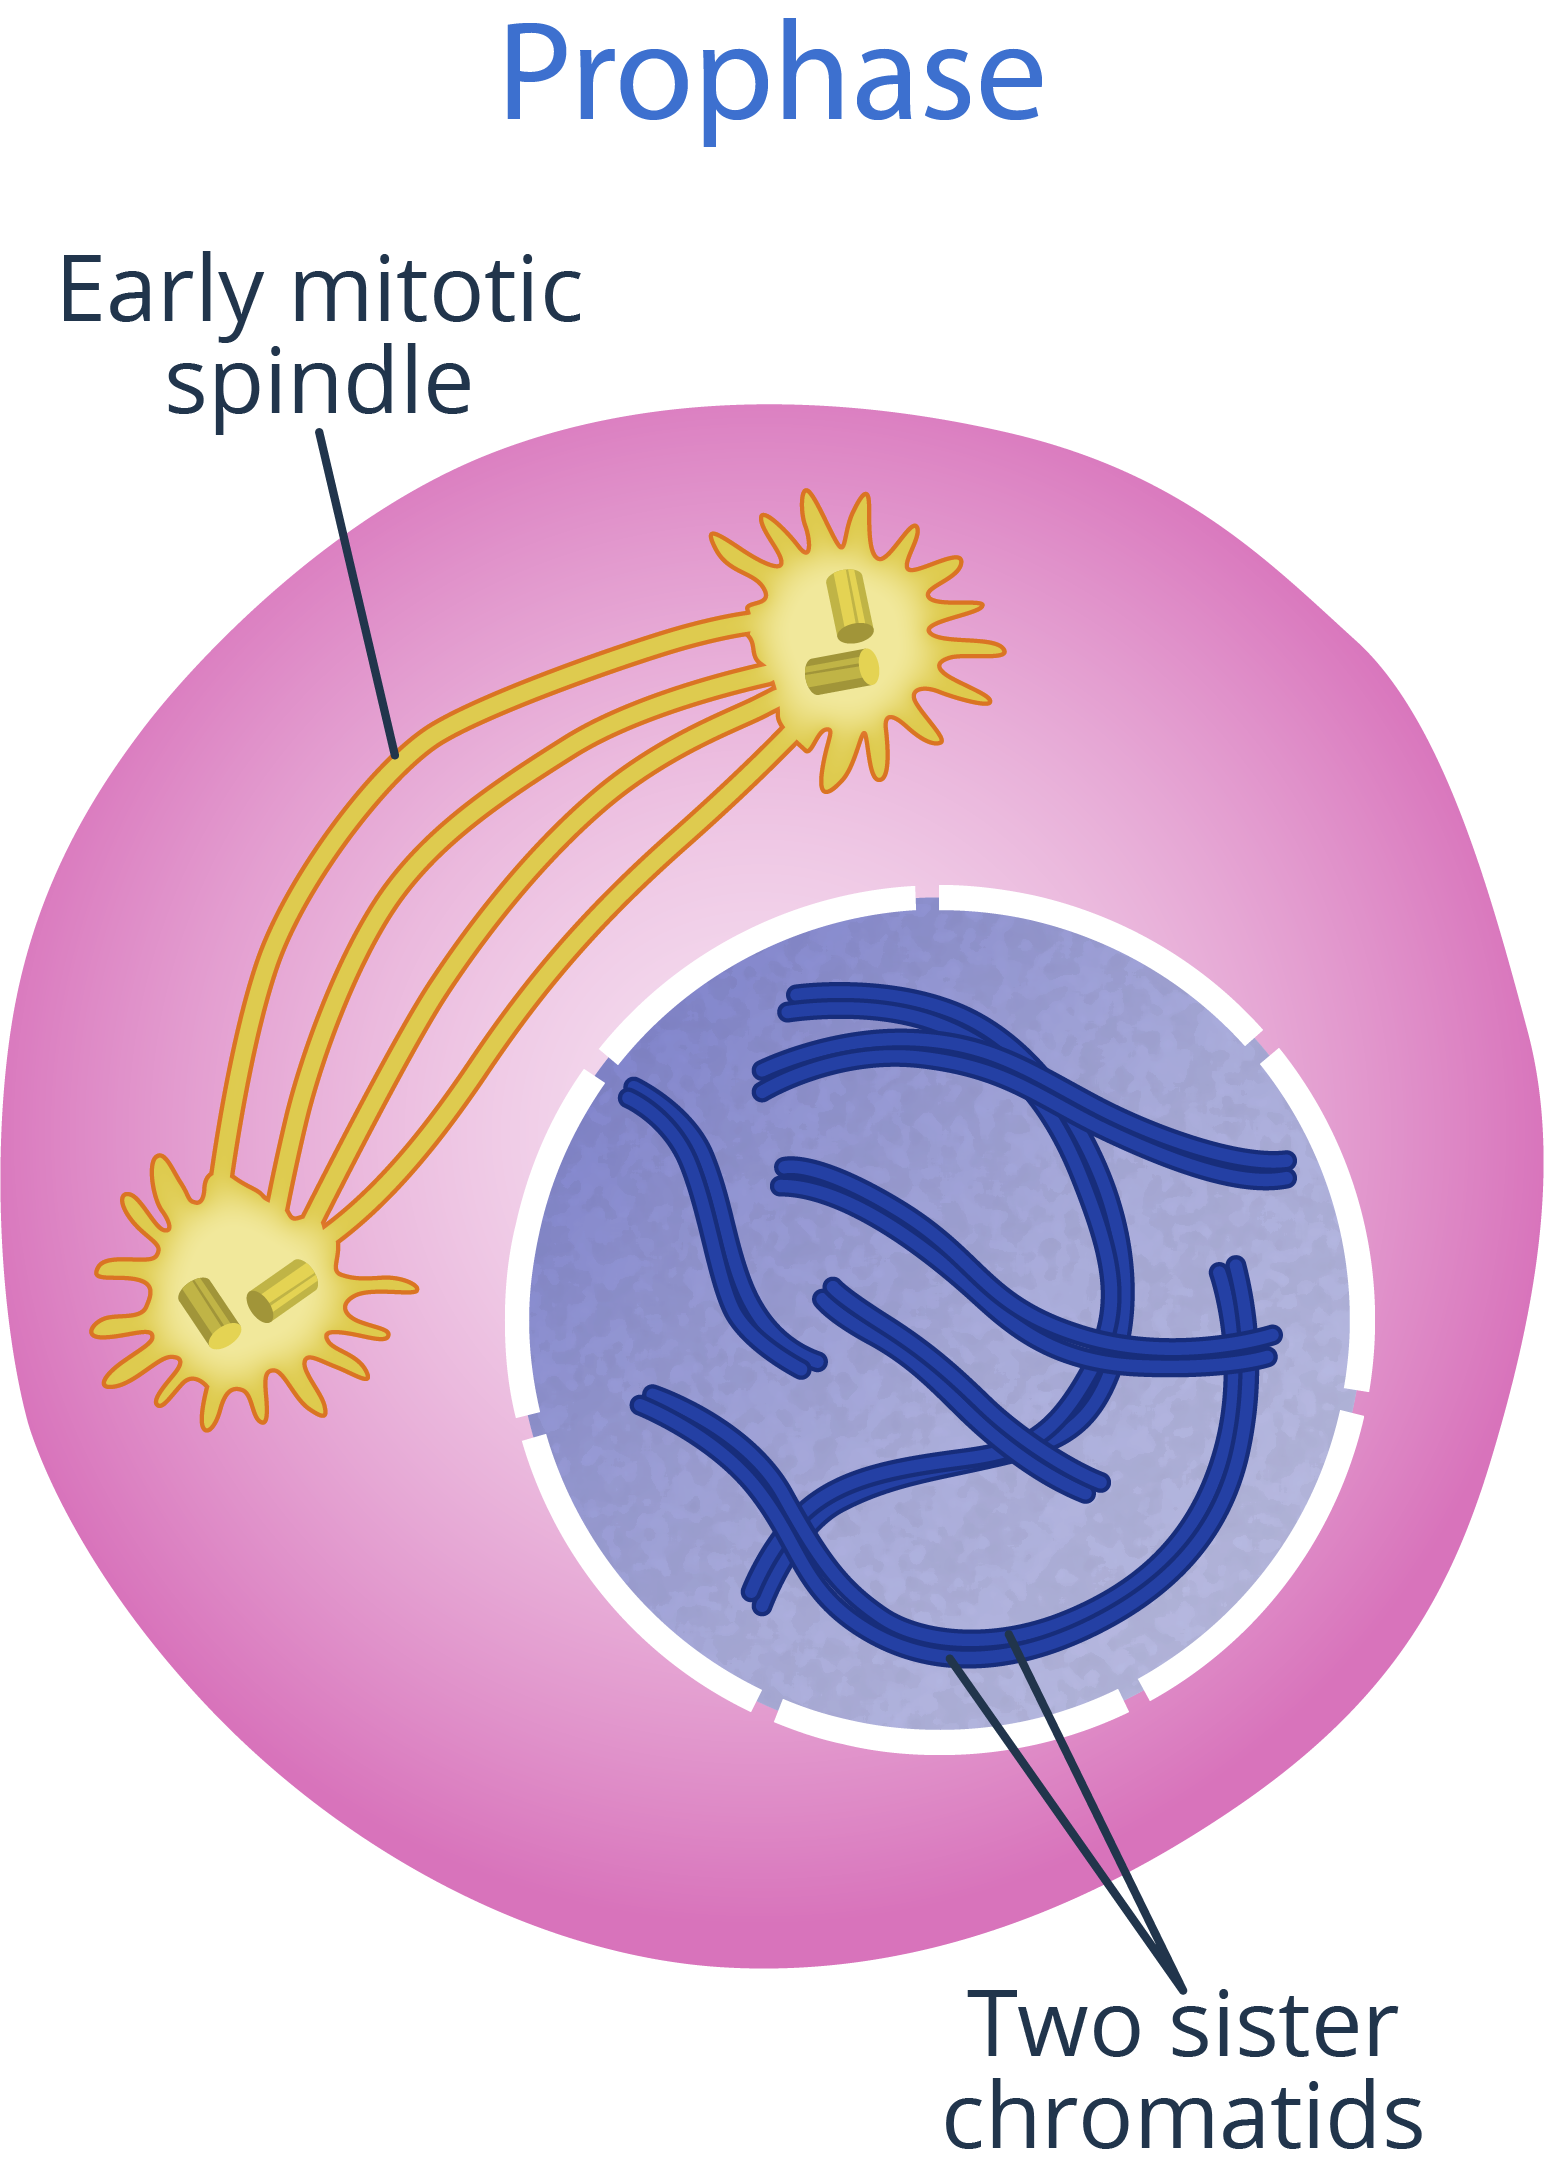 Prophase
Early mitotic
spindle
Two sister
chromatids